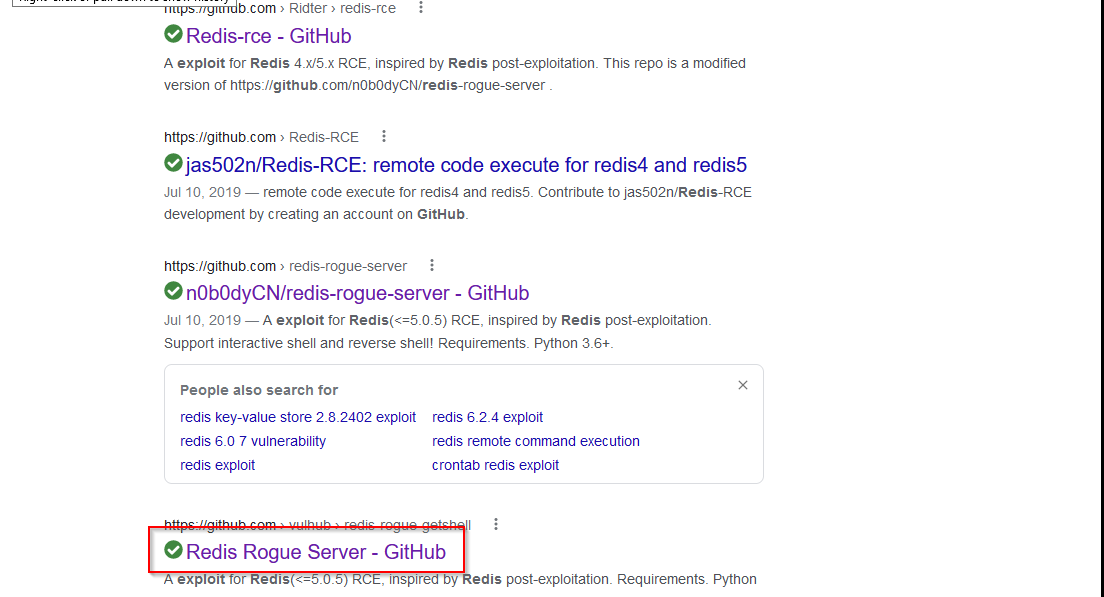 https://github.com › Ridter › redis-rce
Redis-rce - GitHub
A exploit for Redis 4.x/5.x RCE, inspired by Redis post-exploitation. This repo is a modified
version of https://github.com/n0b0dyCN/redis-rogue-server .
https://github.com › Redis-RCE
jas502n/Redis-RCE: remote code execute for redis4 and redis5
Jul 10, 2019 — remote code execute for redis4 and redis5. Contribute to jas502n/Redis-RCE
development by creating an account on GitHub.
https://github.com › redis-rogue-server
n0b0dyCN/redis-rogue-server - GitHub
Jul 10, 2019 — A exploit for Redis(<=5.0.5) RCE, inspired by Redis post-exploitation.
Support interactive shell and reverse shell! Requirements. Python 3.6+.
People also search for
redis key-value store 2.8.2402 exploit redis 6.2.4 exploit
redis 6.0 7 vulnerability redis remote command execution
redis exploit crontab redis exploit
https://github.com › vulhub › redis-rogue-getshell
Redis Rogue Server - GitHub
A exploit for Redis(<=5.0.5) RCE, inspired by Redis post-exploitation. Requirements. Python